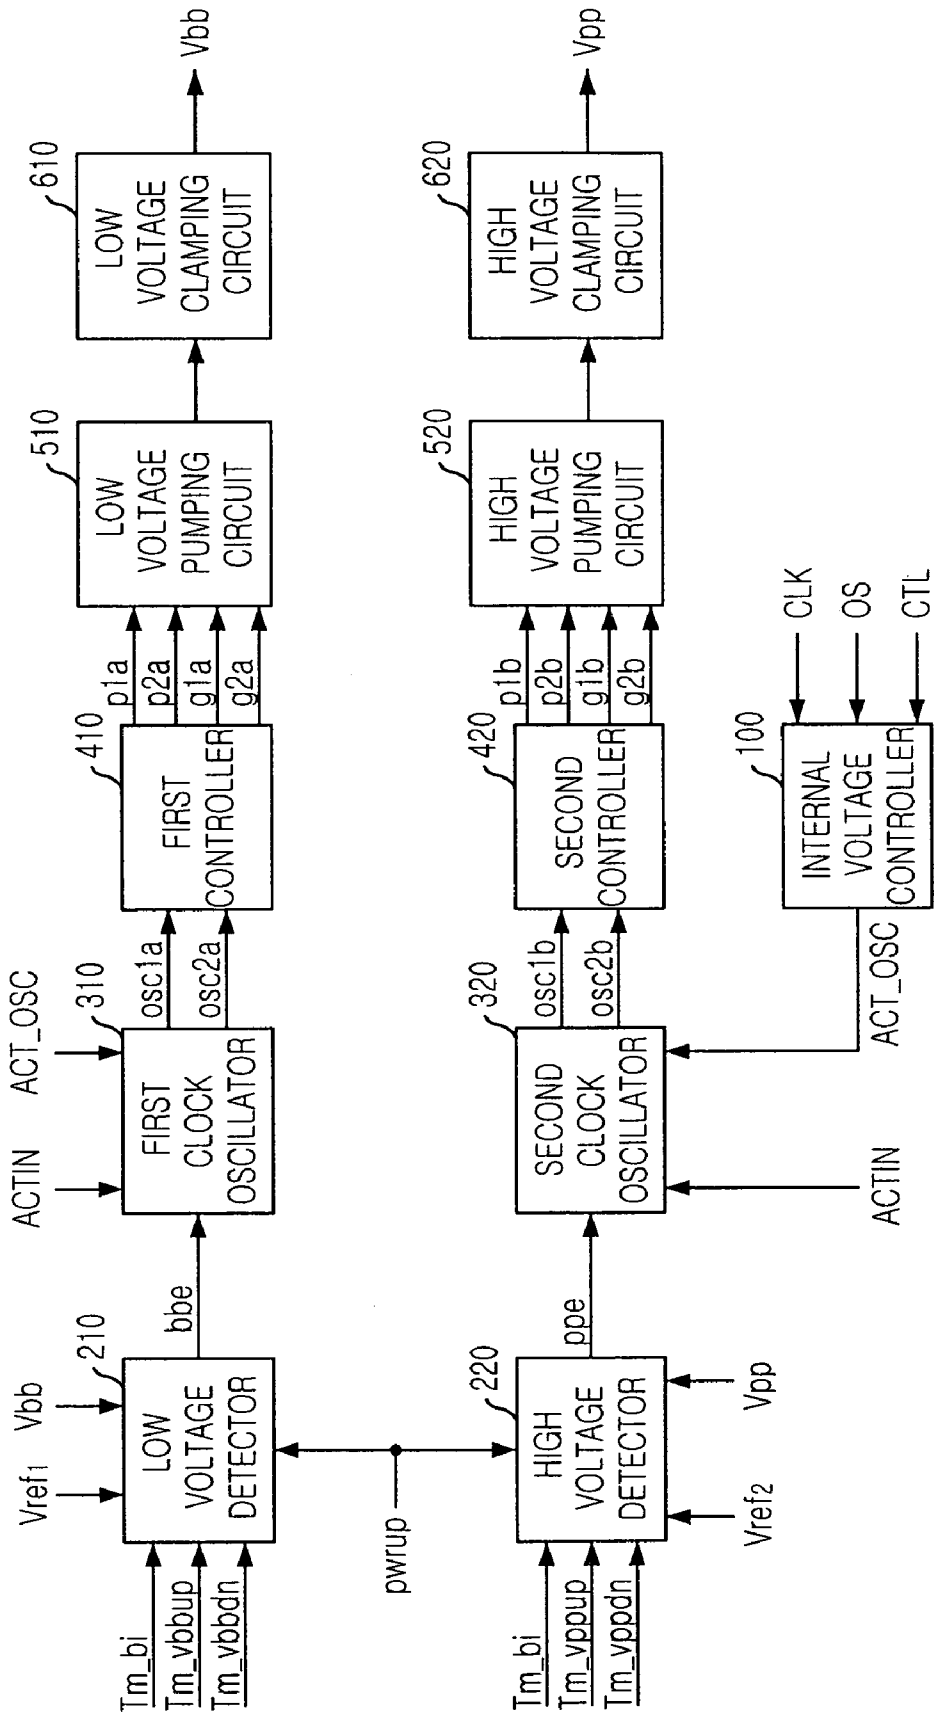 Tm_bi
Tm_vbbup
Tm_vbbdn
Vref1
Vbb
210
LOW
VOLTAGE
DETECTOR
bbe
ACTIN
ACT_OSC
310
FIRST
CLOCK
OSCILLATOR
osc1a
osc2a
410
FIRST
CONTROLLER
p1a
p2a
g1a
g2a
510
LOW
VOLTAGE
PUMPING
CIRCUIT
610
LOW
VOLTAGE
CLAMPING
CIRCUIT
Vbb
pwrup
Tm_bi
Tm_vppup
Tm_vppdn
220
HIGH
VOLTAGE
DETECTOR
Vref2
Vpp
ppe
320
SECOND
CLOCK
OSCILLATOR
ACTIN
ACT_OSC
osc1b
osc2b
420
SECOND
CONTROLLER
p1b
p2b
g1b
g2b
520
HIGH
VOLTAGE
PUMPING
CIRCUIT
620
HIGH
VOLTAGE
CLAMPING
CIRCUIT
Vpp
100
INTERNAL
VOLTAGE
CONTROLLER
CLK
OS
CTL